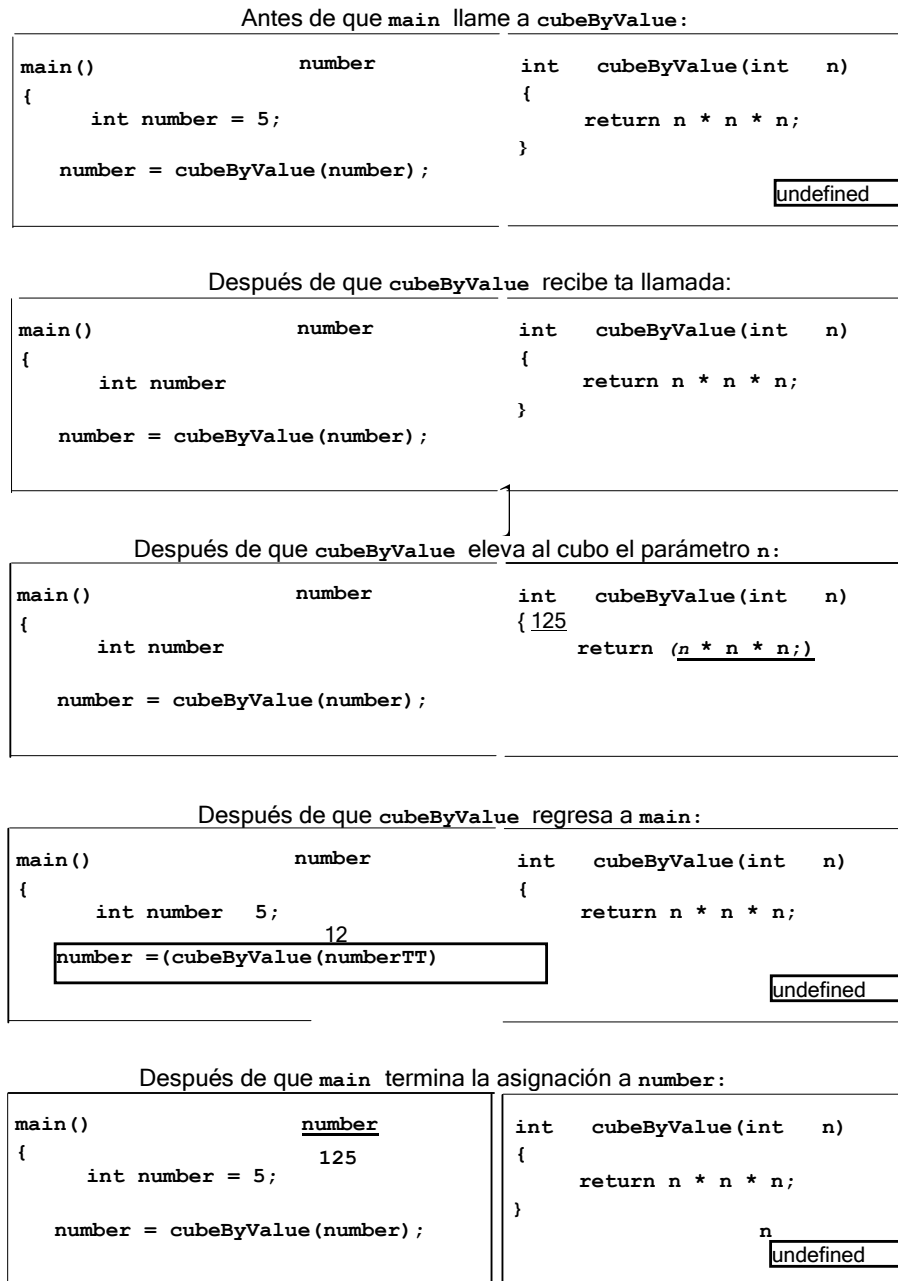 Antes de que main llame a cubeByValue:
main() number
{
int number = 5;
number = cubeByValue(number);
int cubeByValue(int n)
{
return n * n * n;
}
undefined
Después de que cubeByValue recibe ta llamada:
main() number
{
int number
number = cubeByValue(number);
int cubeByValue(int n)
{
return n * n * n;
}
Después de que cubeByValue eleva al cubo el parámetro n:
main() number
{
int number
number = cubeByValue(number);
int cubeByValue(int n)
{ 125
return (n * n * n;)
Después de que cubeByValue regresa a main:
main() number
{
int number 5;
12
number =(cubeByValue(numberTT)
int cubeByValue(int n)
{
return n * n * n;
undefined
Después de que main termina la asignación a number:
main() number
{ 125
int number = 5;
number = cubeByValue(number);
int cubeByValue(int n)
{
return n * n * n;
}
n
undefined